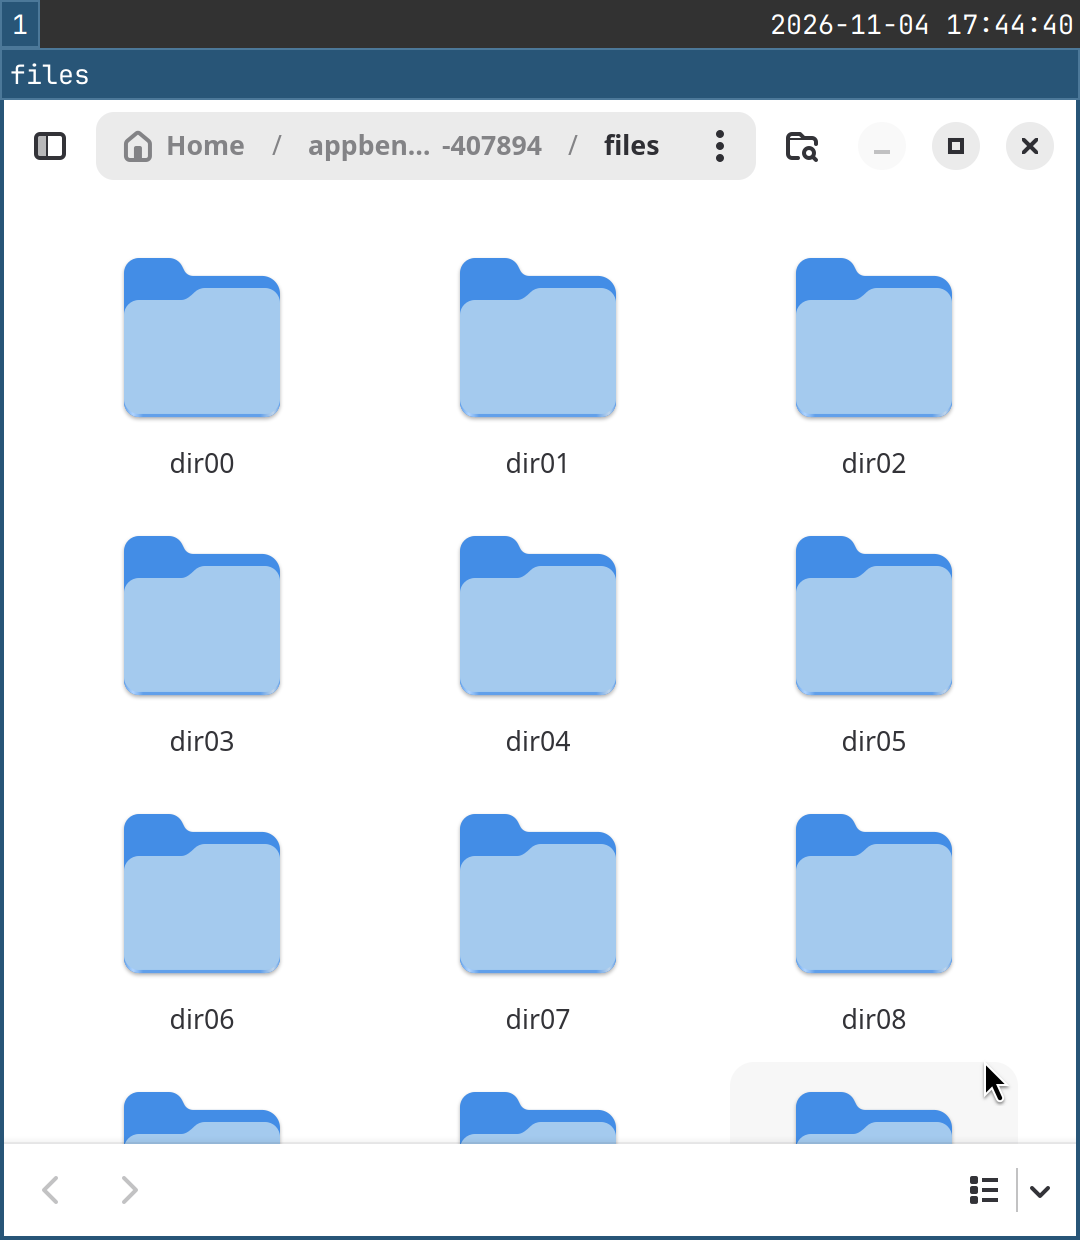 1 2026-11-04 17:44:40
files
Home / appben... -407894 / files
dir00 dir01 dir02
dir03 dir04 dir05
dir06 dir07 dir08